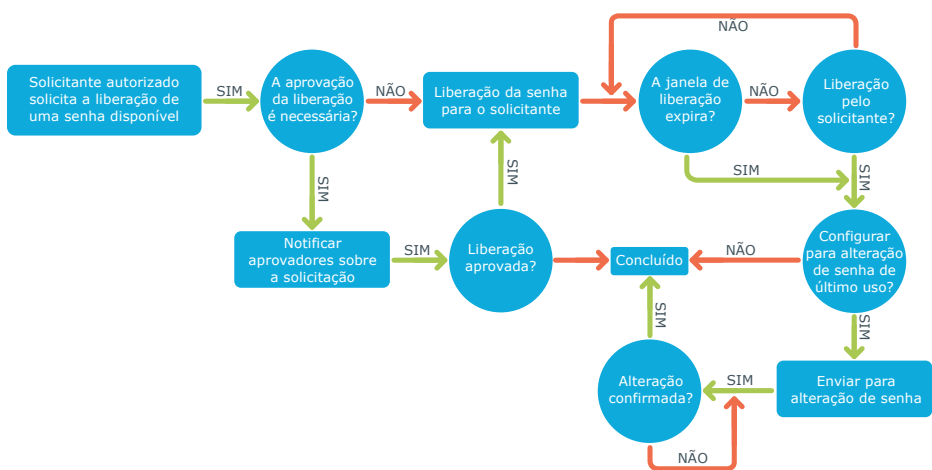 NÃO
Solicitante autorizado
solicita a liberação de
uma senha disponível
SIM
A aprovação
da liberação
é necessária?
NÃO
Liberação da senha
para o solicitante
A janela de
liberação
expira?
NÃO
Liberação
pelo
solicitante?
SIM
SIM
SIM
SIM
Notificar
aprovadores sobre
a solicitação
SIM
Liberação
aprovada?
Concluído
NÃO
Configurar
para alteração
de senha de
último uso?
SIM
SIM
Alteração
confirmada?
SIM
Enviar para
alteração de senha
NÃO